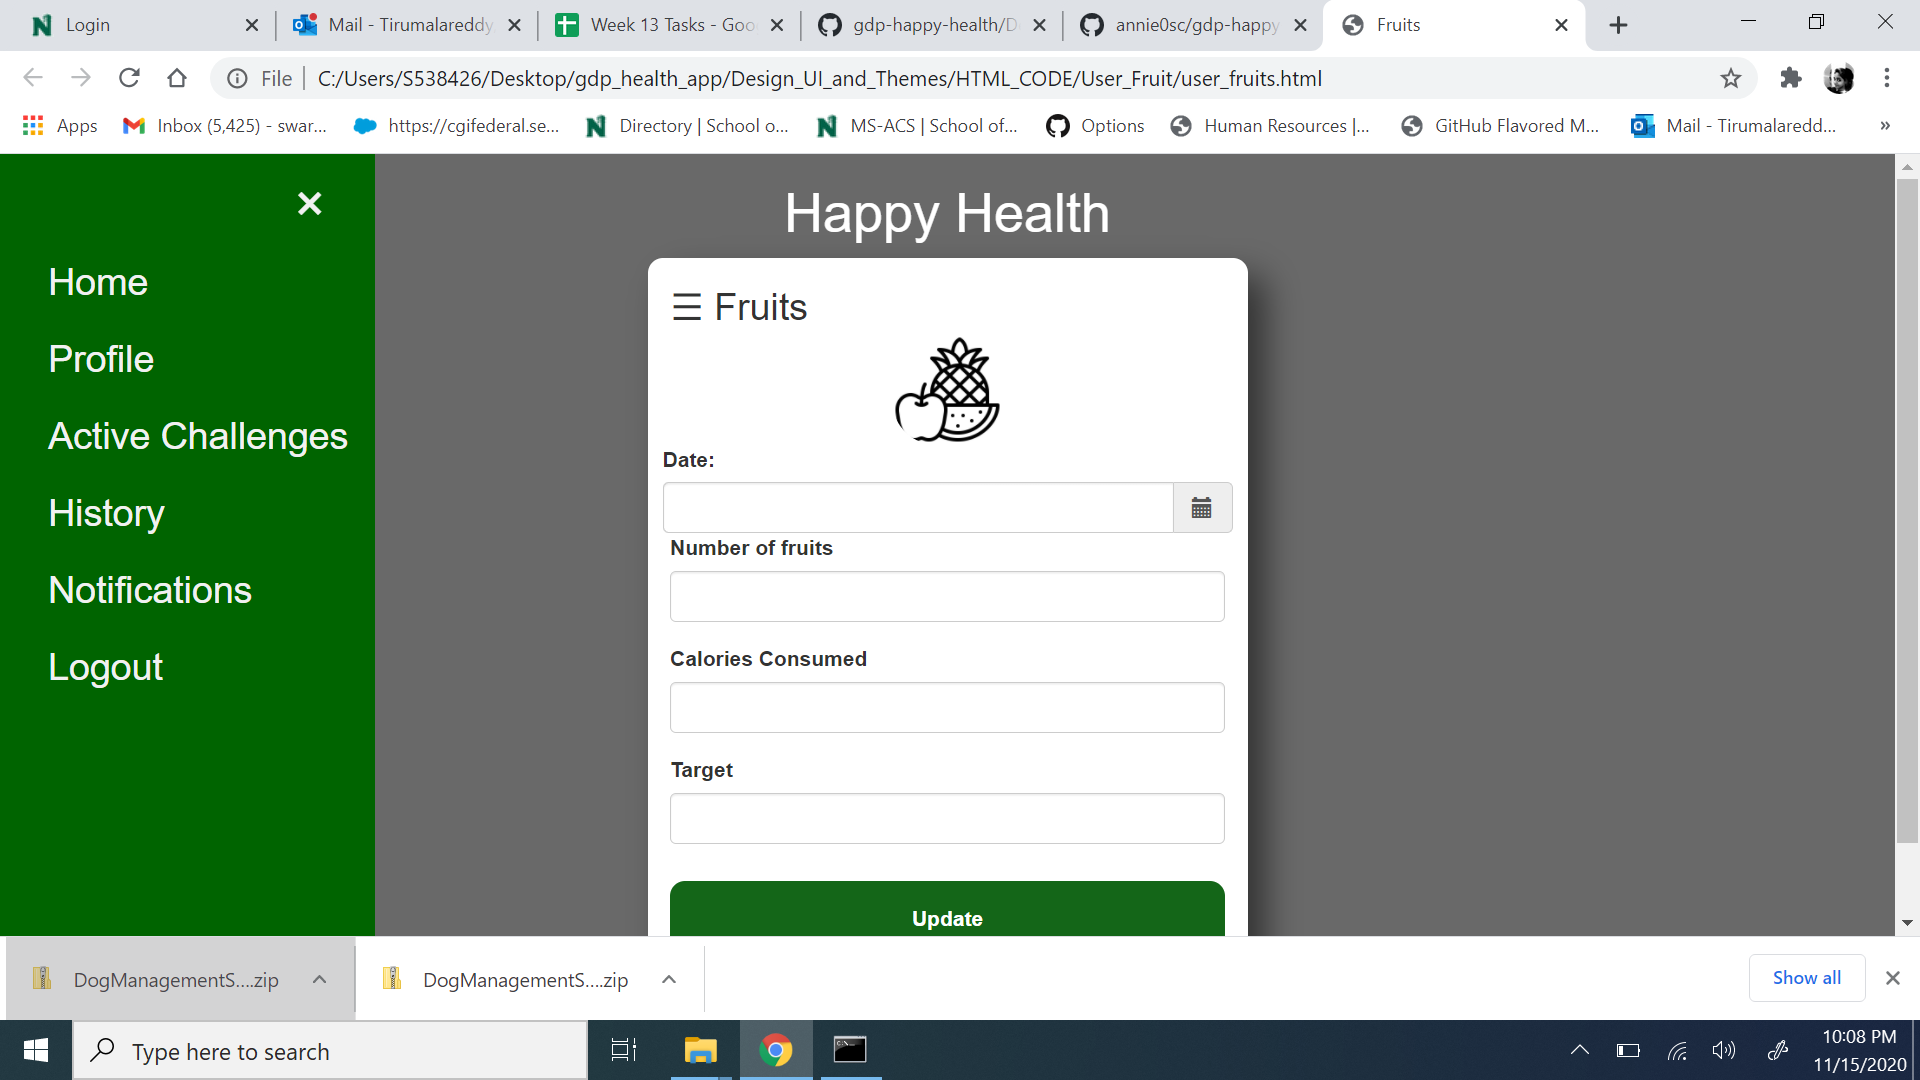 Login
Mail - Tirumalareddy
Week 13 Tasks - Goo
gdp-happy-health/D
annie0sc/gdp-happy
Fruits
File
C:/Users/S538426/Desktop/gdp_health_app/Design_UI_and_Themes/HTML_CODE/User_Fruit/user_fruits.html
Apps
Inbox (5,425) - swar...
https://cgifederal.se...
Directory | School o...
MS-ACS | School of...
Options
Human Resources |...
GitHub Flavored M...
Mail - Tirumalaredd...
»
Happy Health
Home
Profile
Active Challenges
History
Notifications
Logout
☰ Fruits
Date:
Number of fruits
Calories Consumed
Target
Update
DogManagementS....zip
DogManagementS....zip
Show all
Type here to search
10:08 PM
11/15/2020